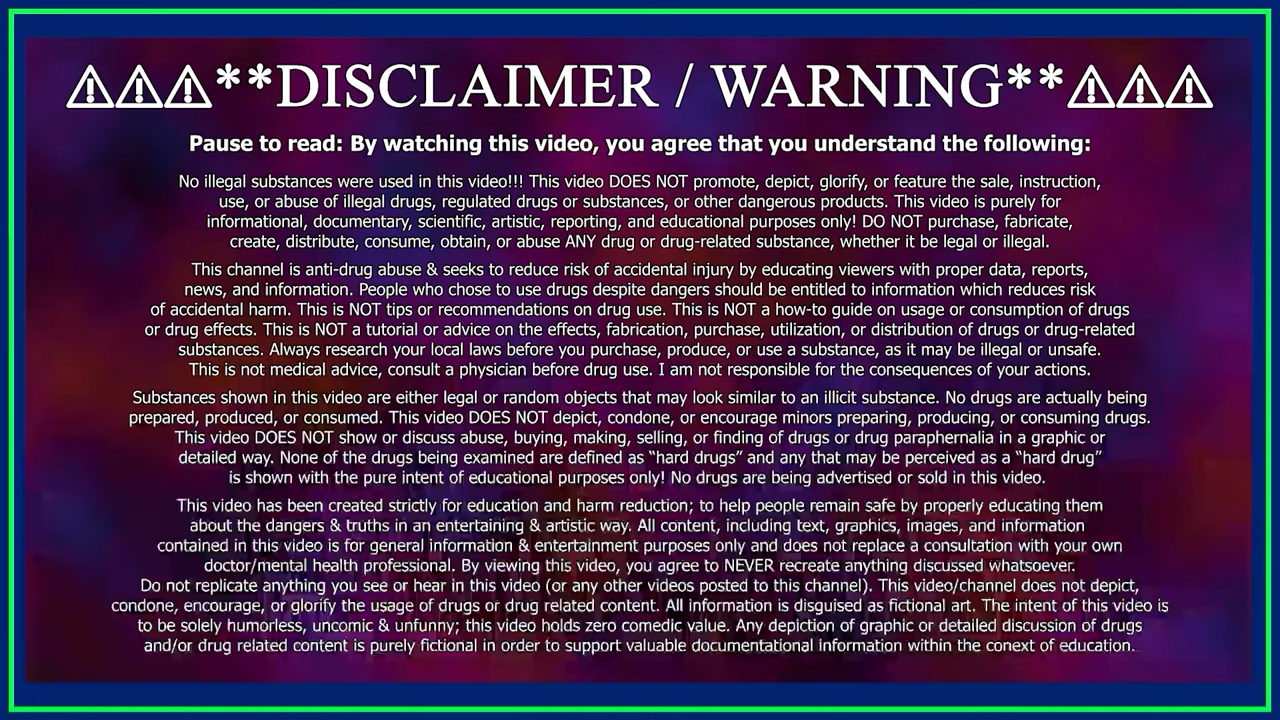 ⚠⚠⚠**DISCLAIMER / WARNING**⚠⚠⚠
Pause to read: By watching this video, you agree that you understand the following:
No illegal substances were used in this video!!! This video DOES NOT promote, depict, glorify, or feature the sale, instruction,
use, or abuse of illegal drugs, regulated drugs or substances, or other dangerous products. This video is purely for
informational, documentary, scientific, artistic, reporting, and educational purposes only! DO NOT purchase, fabricate,
create, distribute, consume, obtain, or abuse ANY drug or drug-related substance, whether it be legal or illegal.
This channel is anti-drug abuse & seeks to reduce risk of accidental injury by educating viewers with proper data, reports,
news, and information. People who chose to use drugs despite dangers should be entitled to information which reduces risk
of accidental harm. This is NOT tips or recommendations on drug use. This is NOT a how-to guide on usage or consumption of drugs
or drug effects. This is NOT a tutorial or advice on the effects, fabrication, purchase, utilization, or distribution of drugs or drug-related
substances. Always research your local laws before you purchase, produce, or use a substance, as it may be illegal or unsafe.
This is not medical advice, consult a physician before drug use. I am not responsible for the consequences of your actions.
Substances shown in this video are either legal or random objects that may look similar to an illicit substance. No drugs are actually being
prepared, produced, or consumed. This video DOES NOT depict, condone, or encourage minors preparing, producing, or consuming drugs.
This video DOES NOT show or discuss abuse, buying, making, selling, or finding of drugs or drug paraphernalia in a graphic or
detailed way. None of the drugs being examined are defined as “hard drugs” and any that may be perceived as a “hard drug”
is shown with the pure intent of educational purposes only! No drugs are being advertised or sold in this video.
This video has been created strictly for education and harm reduction; to help people remain safe by properly educating them
about the dangers & truths in an entertaining & artistic way. All content, including text, graphics, images, and information
contained in this video is for general information & entertainment purposes only and does not replace a consultation with your own
doctor/mental health professional. By viewing this video, you agree to NEVER recreate anything discussed whatsoever.
Do not replicate anything you see or hear in this video (or any other videos posted to this channel). This video/channel does not depict,
condone, encourage, or glorify the usage of drugs or drug related content. All information is disguised as fictional art. The intent of this video is
to be solely humorless, uncomic & unfunny; this video holds zero comedic value. Any depiction of graphic or detailed discussion of drugs
and/or drug related content is purely fictional in order to support valuable documentational information within the conext of education.